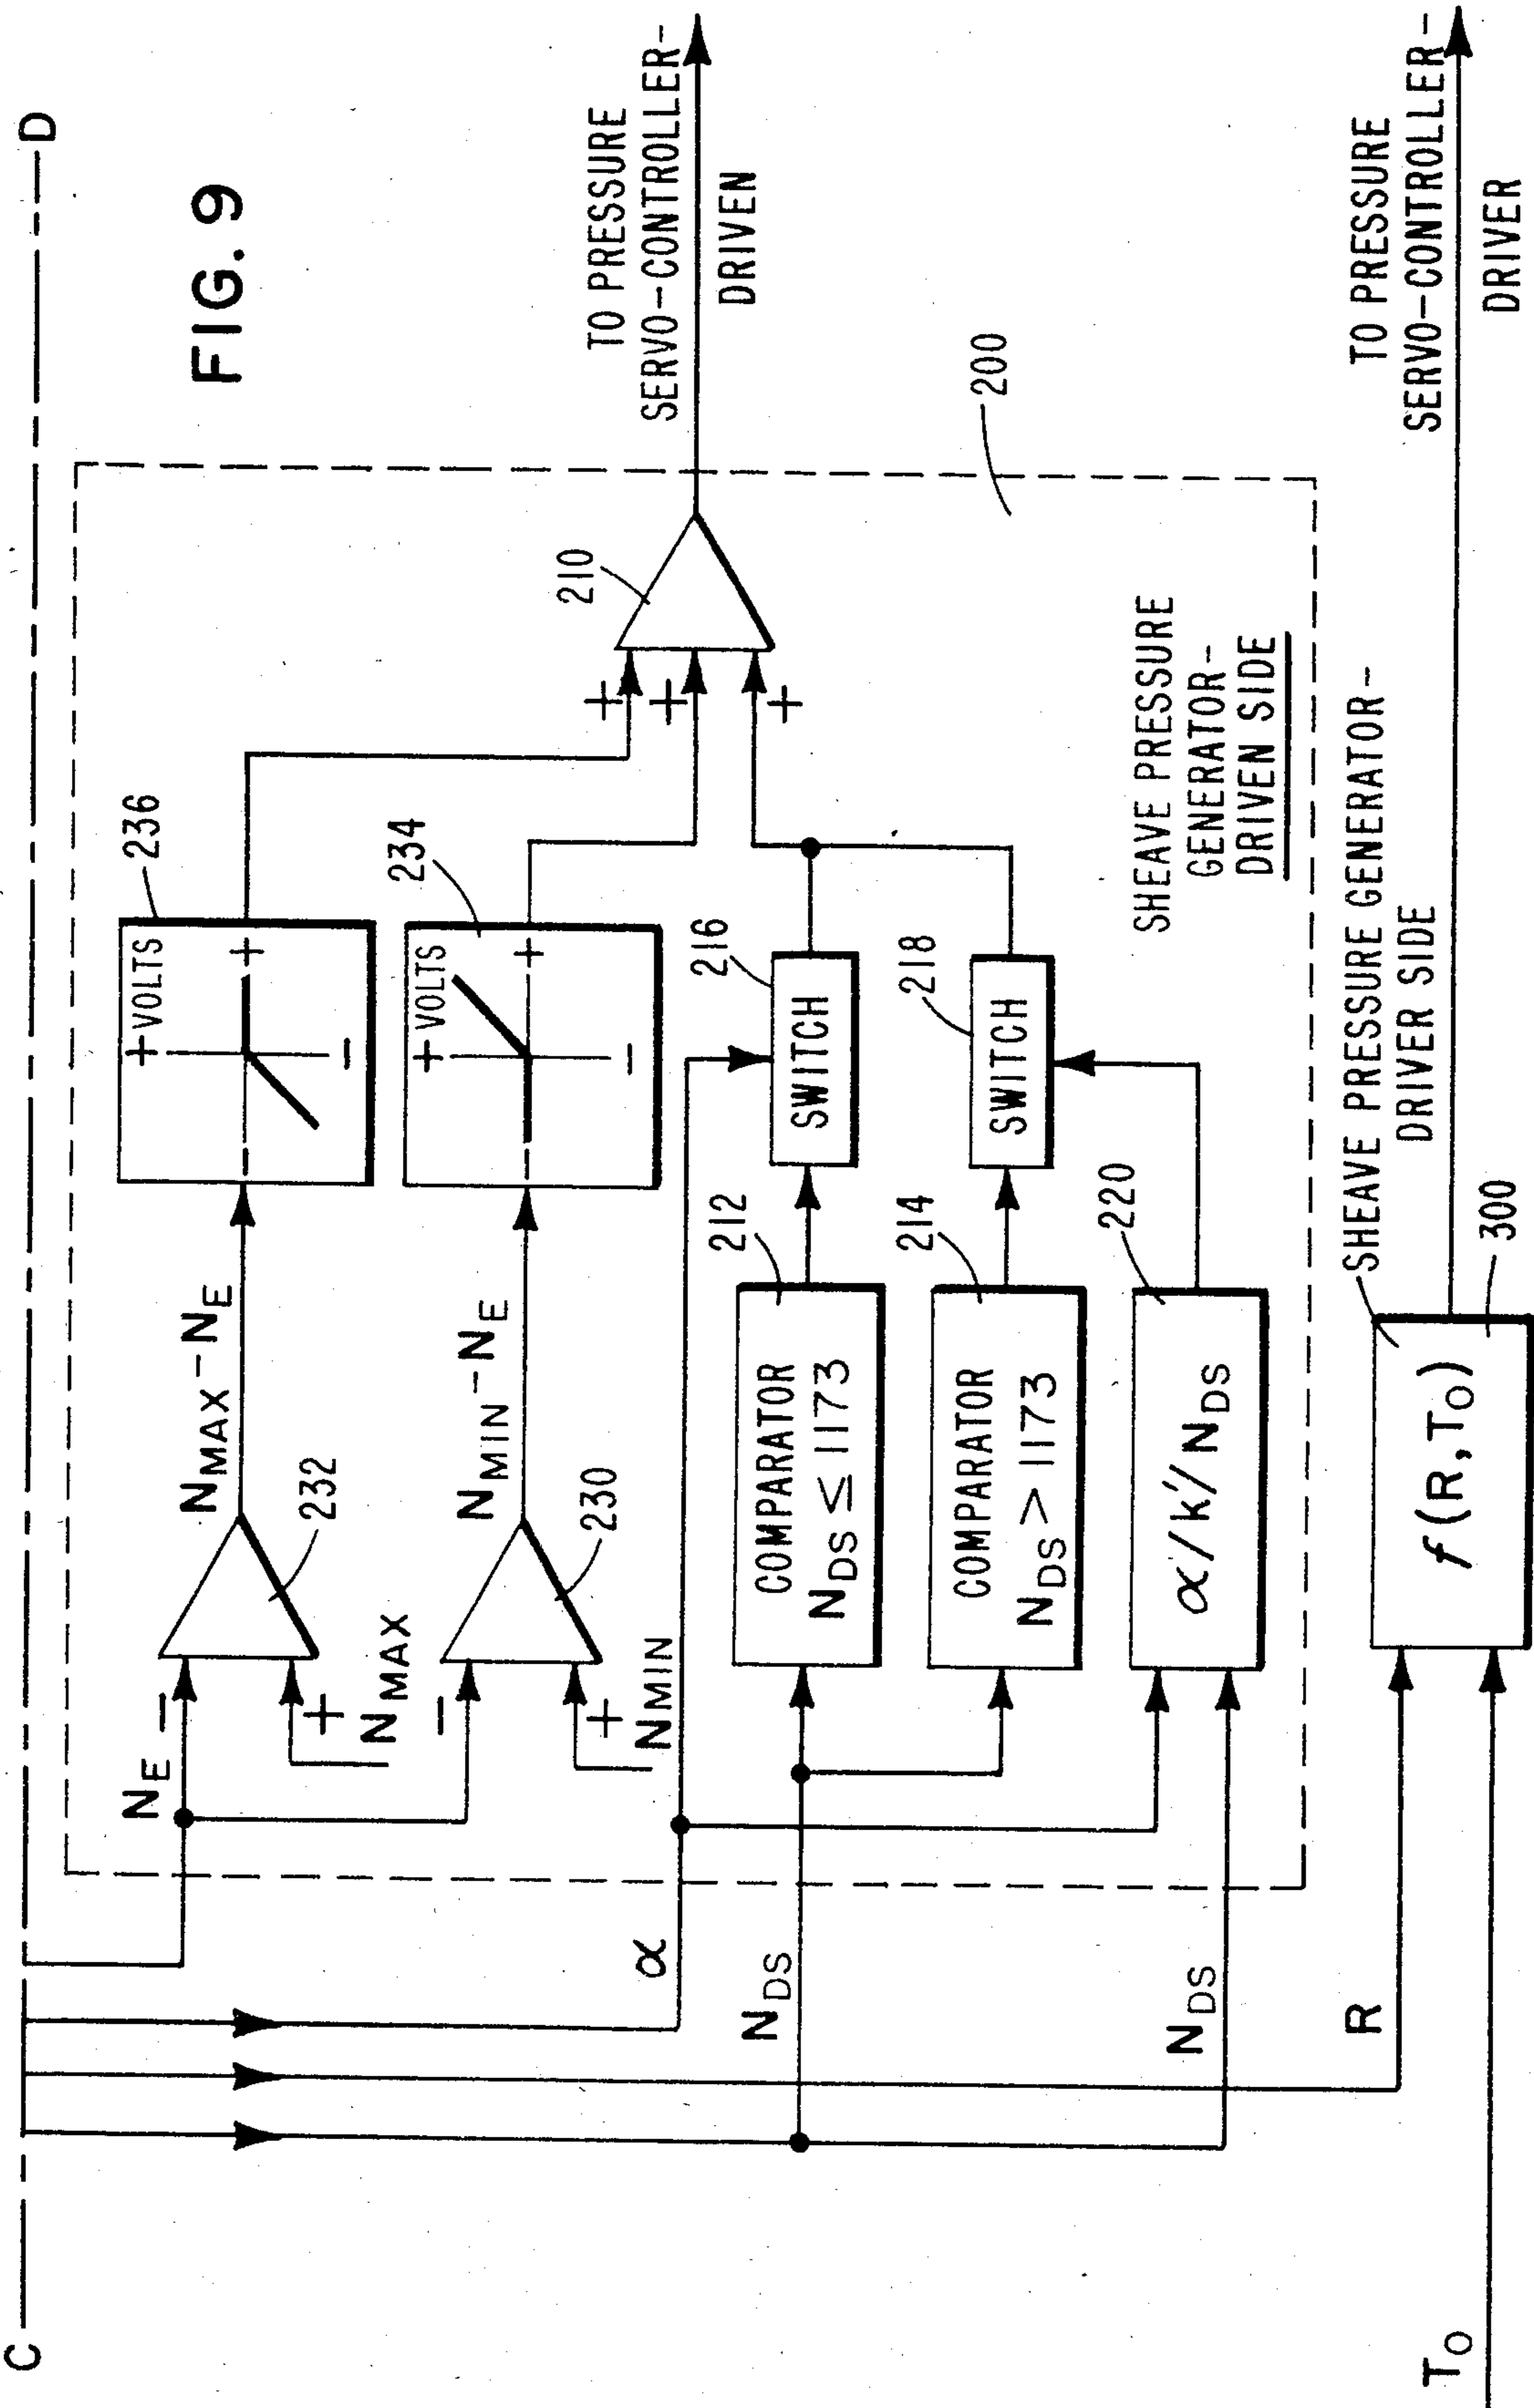 C
D
FIG. 9
236
+ VOLTS
+
−
−
234
+ VOLTS
+
−
−
N_E
−
+
N_MAX
232
N_MAX − N_E
−
+
N_MIN
230
N_MIN − N_E
210
+
+
+
TO PRESSURE
SERVO-CONTROLLER-
DRIVEN
α
N_DS
212
COMPARATOR
N_DS ≤ 1173
216
SWITCH
214
COMPARATOR
N_DS > 1173
218
SWITCH
N_DS
220
α/k'/N_DS
200
SHEAVE PRESSURE
GENERATOR-
DRIVEN SIDE
R
T_O
f(R,T_O)
300
SHEAVE PRESSURE GENERATOR-
DRIVER SIDE
TO PRESSURE
SERVO-CONTROLLER-
DRIVER